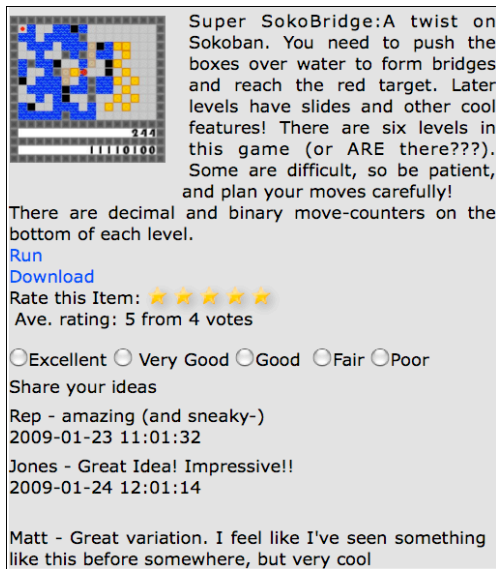 Super SokoBridge:A twist on
Sokoban. You need to push the
boxes over water to form bridges
and reach the red target. Later
levels have slides and other cool
features! There are six levels in
this game (or ARE there???).
Some are difficult, so be patient,
and plan your moves carefully!
244
11110100
There are decimal and binary move-counters on the
bottom of each level.
Run
Download
Rate this Item:
Ave. rating: 5 from 4 votes
Excellent Very Good Good Fair Poor
Share your ideas
Rep - amazing (and sneaky-)
2009-01-23 11:01:32
Jones - Great Idea! Impressive!!
2009-01-24 12:01:14
Matt - Great variation. I feel like I've seen something
like this before somewhere, but very cool